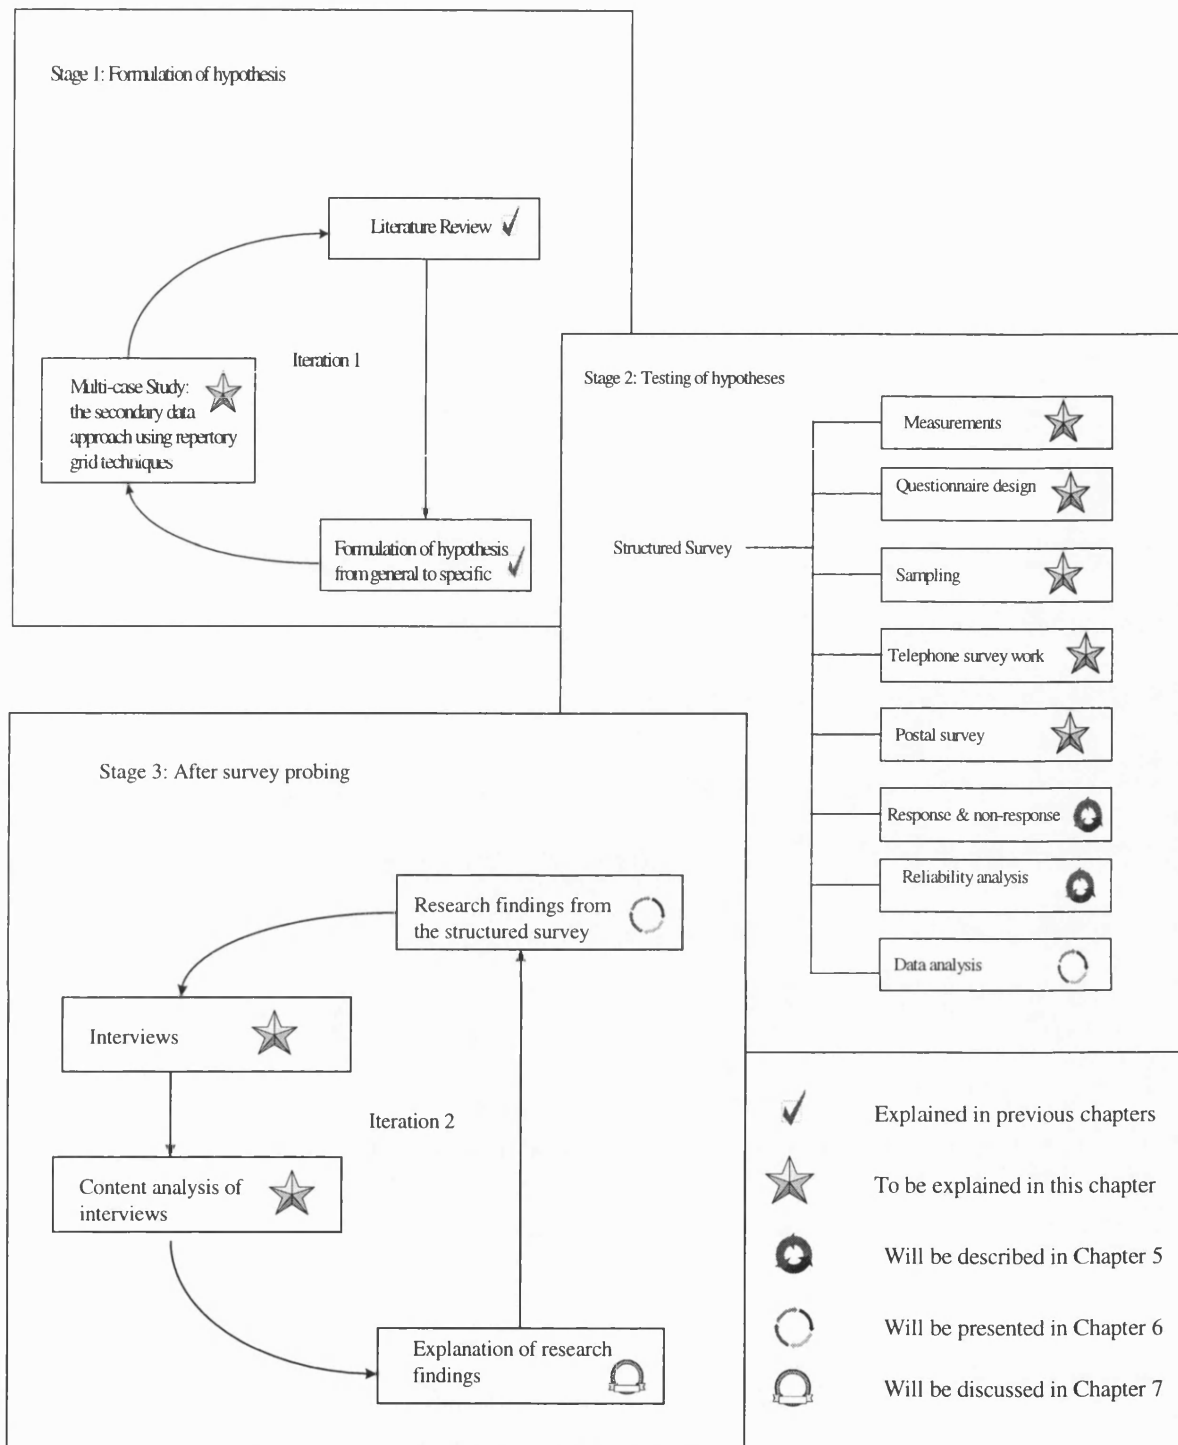 Stage 1: Formulation of hypothesis
Literature Review
Iteration 1
Multi-case Study:
the secondary data
approach using repertory
grid techniques
Formulation of hypothesis
from general to specific
Stage 2: Testing of hypotheses
Structured Survey
Measurements
Questionnaire design
Sampling
Telephone survey work
Postal survey
Response & non-response
Reliability analysis
Data analysis
Stage 3: After survey probing
Research findings from
the structured survey
Interviews
Iteration 2
Content analysis of
interviews
Explanation of research
findings
Explained in previous chapters
To be explained in this chapter
Will be described in Chapter 5
Will be presented in Chapter 6
Will be discussed in Chapter 7